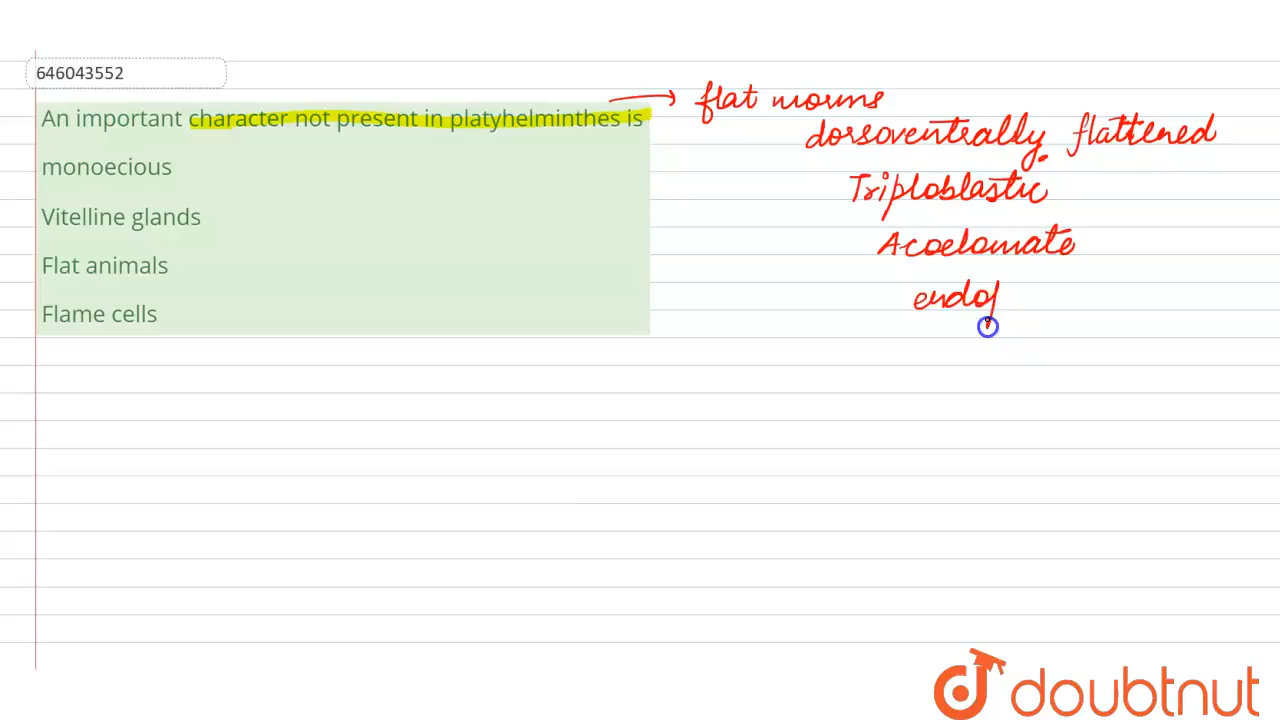 646043552
An important character not present in platyhelminthes is
monoecious
Vitelline glands
Flat animals
Flame cells
flat worms
dorsoventrally flattened
Triploblastic
Acoelomate
endop
doubtnut